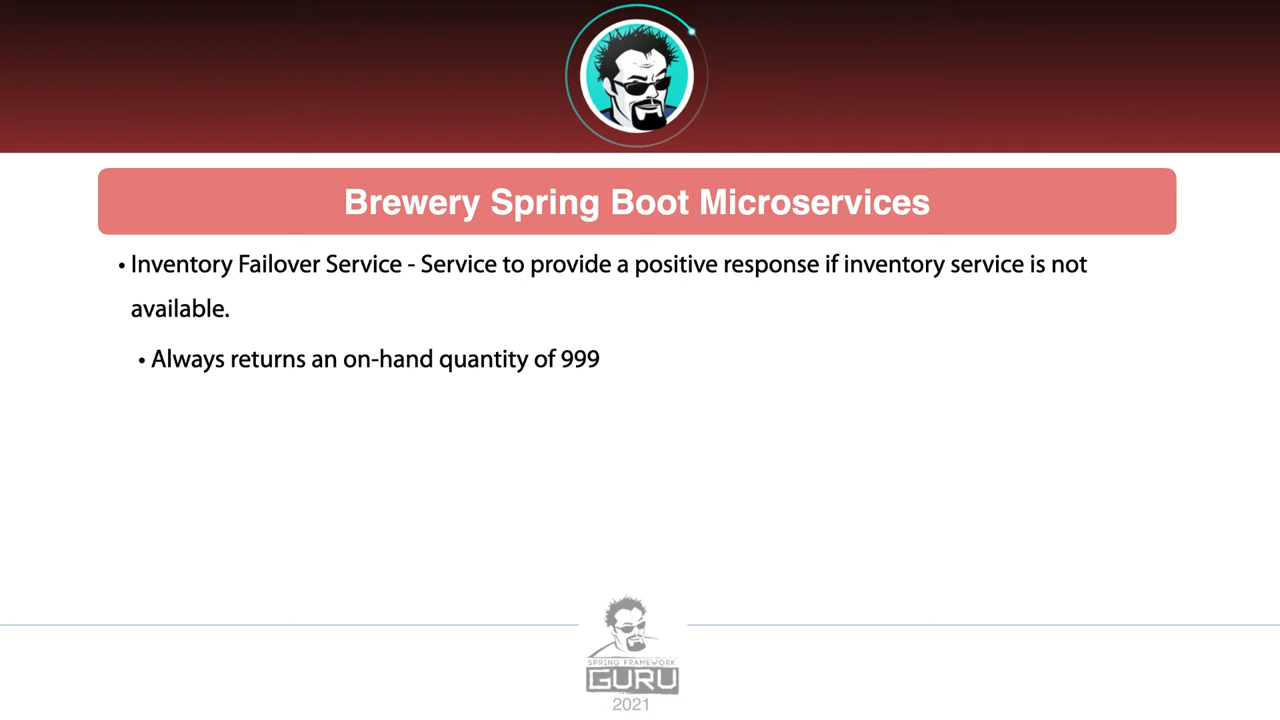 Brewery Spring Boot Microservices
• Inventory Failover Service - Service to provide a positive response if inventory service is not
available.
• Always returns an on-hand quantity of 999
SPRING FRAMEWORK
GURU
2021